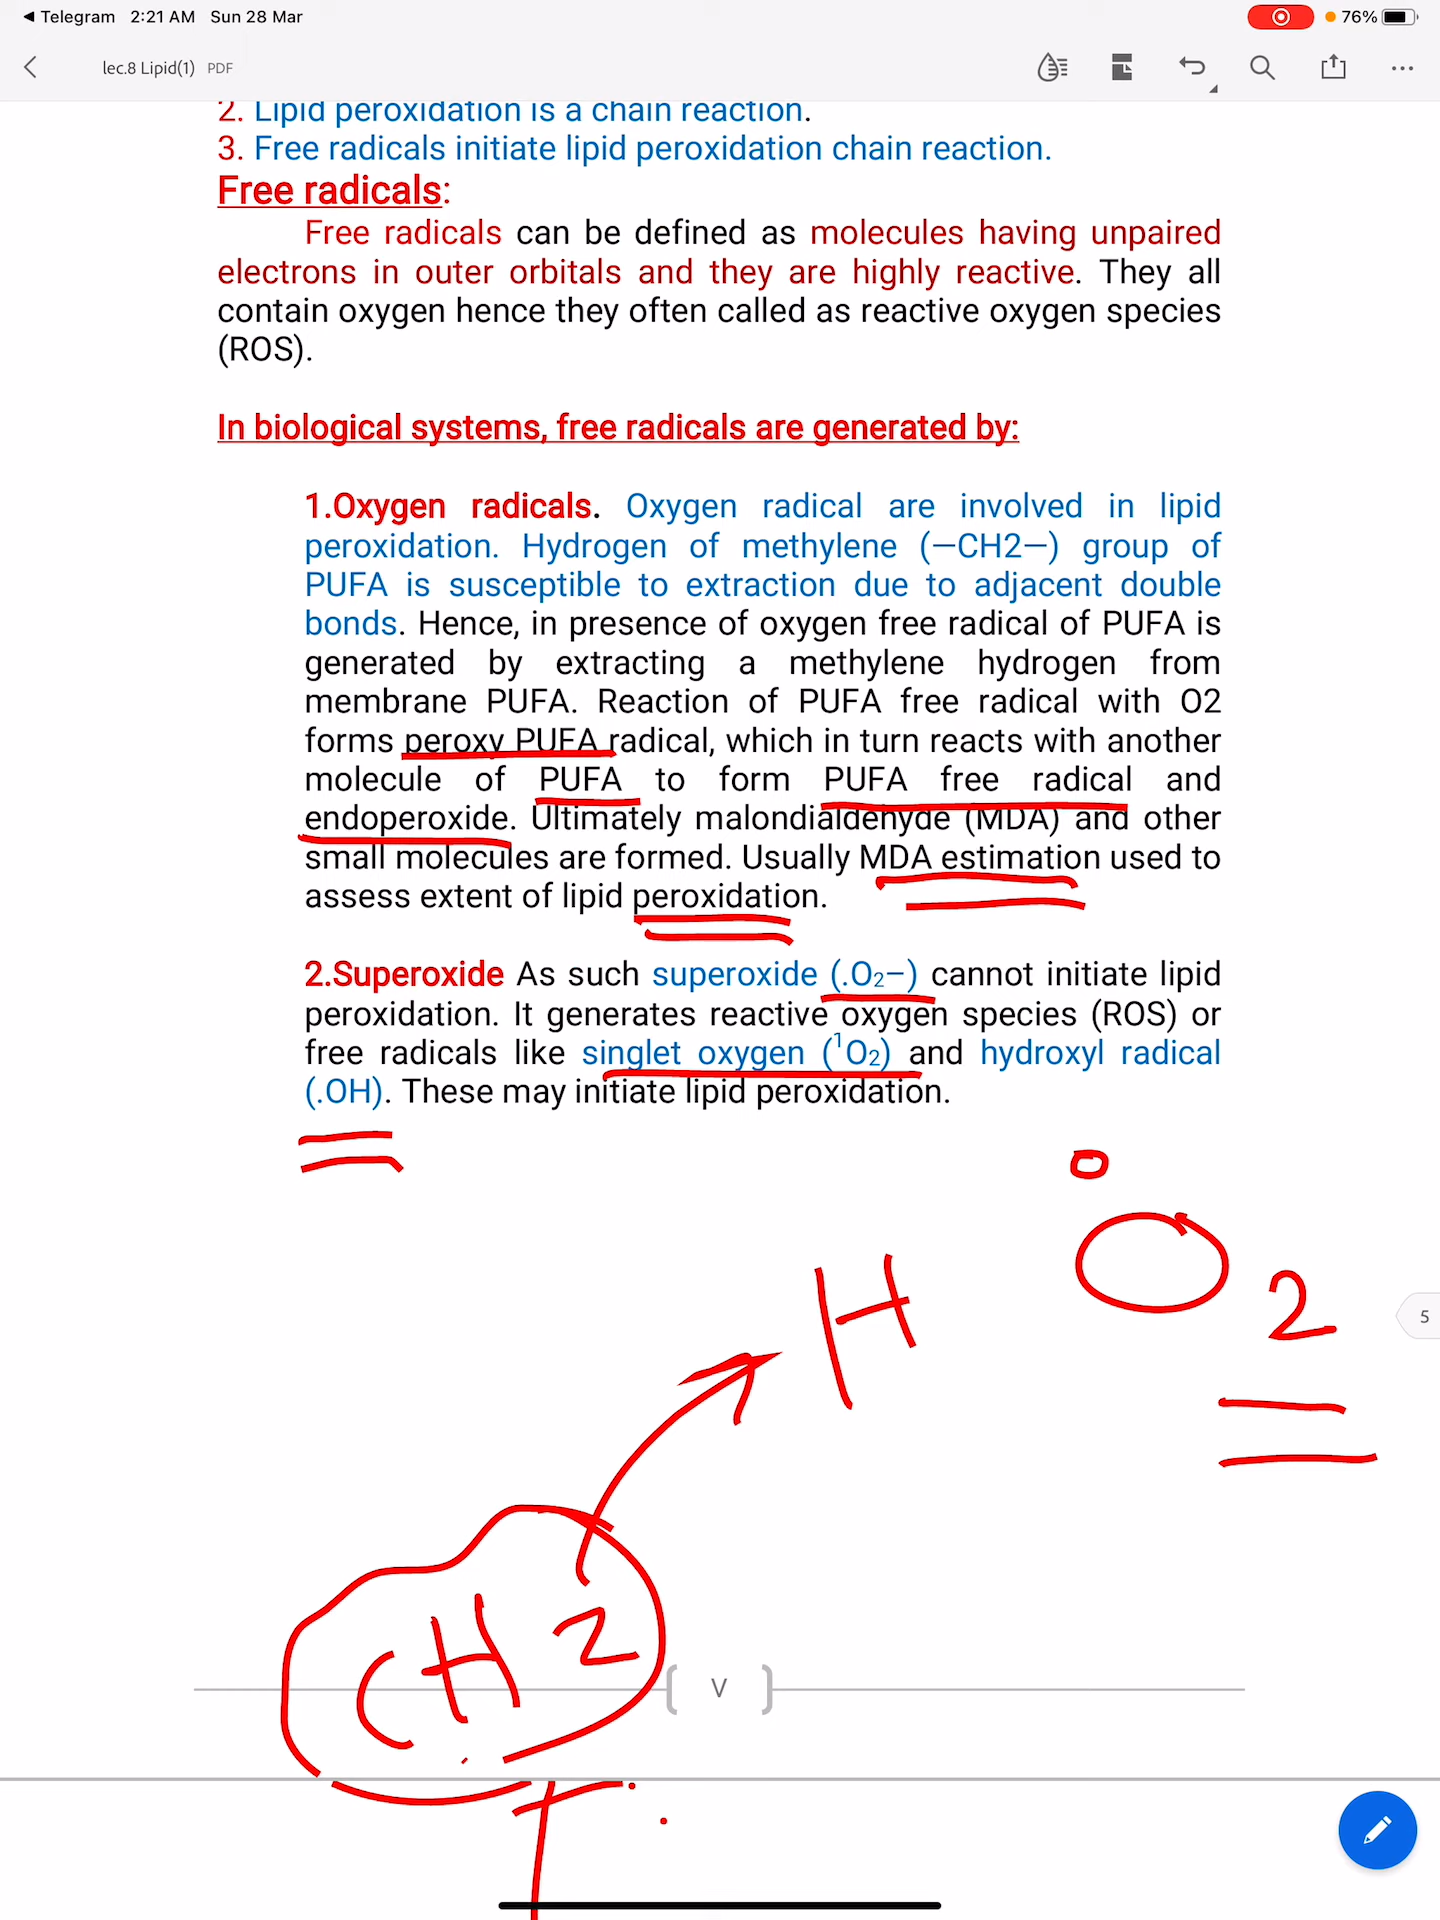 Telegram 2:21 AM Sun 28 Mar 76%
lec.8 Lipid(1) PDF
2. Lipid peroxidation is a chain reaction.
3. Free radicals initiate lipid peroxidation chain reaction.
Free radicals:
Free radicals can be defined as molecules having unpaired
electrons in outer orbitals and they are highly reactive. They all
contain oxygen hence they often called as reactive oxygen species
(ROS).
In biological systems, free radicals are generated by:
1.Oxygen radicals. Oxygen radical are involved in lipid
peroxidation. Hydrogen of methylene (—CH2—) group of
PUFA is susceptible to extraction due to adjacent double
bonds. Hence, in presence of oxygen free radical of PUFA is
generated by extracting a methylene hydrogen from
membrane PUFA. Reaction of PUFA free radical with O2
forms peroxy PUFA radical, which in turn reacts with another
molecule of PUFA to form PUFA free radical and
endoperoxide. Ultimately malondialdehyde (MDA) and other
small molecules are formed. Usually MDA estimation used to
assess extent of lipid peroxidation.
2.Superoxide As such superoxide (.O2–) cannot initiate lipid
peroxidation. It generates reactive oxygen species (ROS) or
free radicals like singlet oxygen (¹O2) and hydroxyl radical
(.OH). These may initiate lipid peroxidation.
H O 2
5
CH2
V